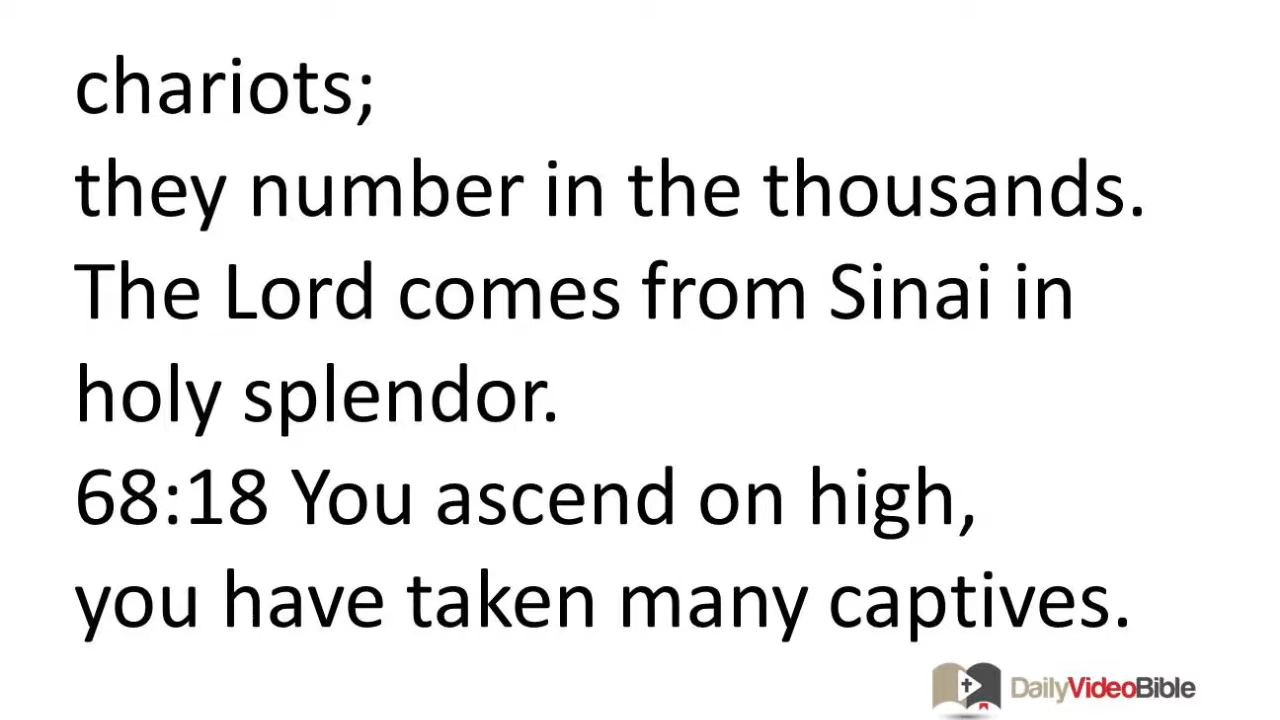 chariots;
they number in the thousands.
The Lord comes from Sinai in
holy splendor.
68:18 You ascend on high,
you have taken many captives.
DailyVideoBible